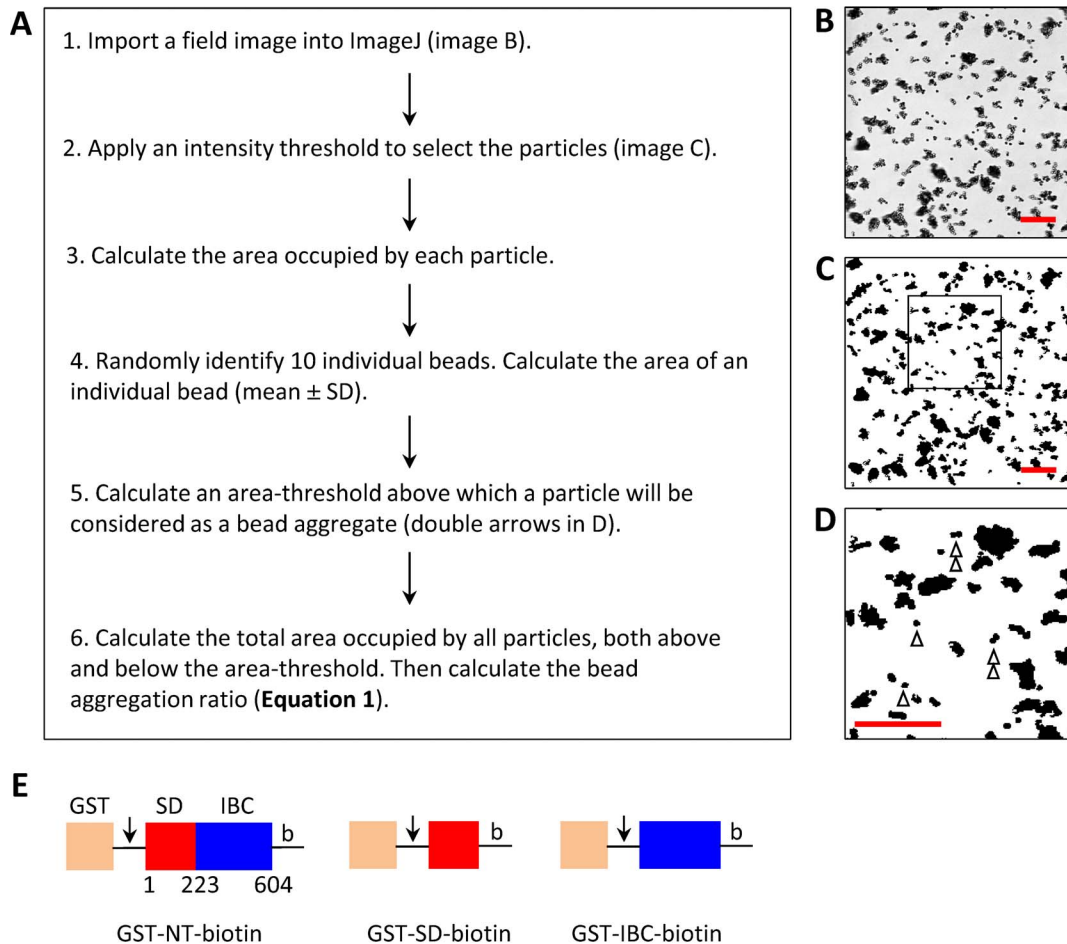 A
1. Import a field image into ImageJ (image B).
2. Apply an intensity threshold to select the particles (image C).
3. Calculate the area occupied by each particle.
4. Randomly identify 10 individual beads. Calculate the area of an
individual bead (mean ± SD).
5. Calculate an area-threshold above which a particle will be
considered as a bead aggregate (double arrows in D).
6. Calculate the total area occupied by all particles, both above
and below the area-threshold. Then calculate the bead
aggregation ratio (Equation 1).
B
C
D
E
GST SD IBC
b
1 223 604
GST-NT-biotin
b
GST-SD-biotin
b
GST-IBC-biotin